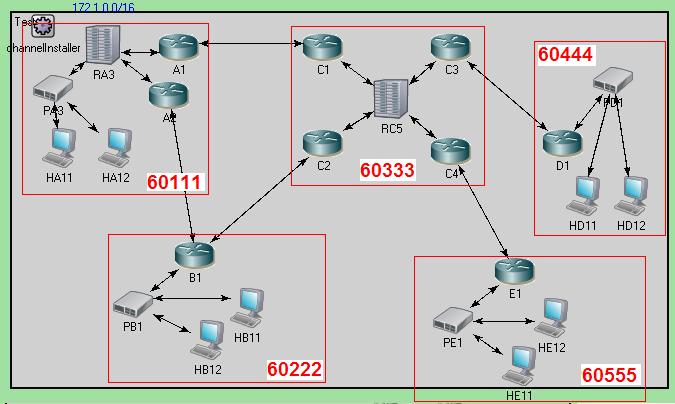 172.1.0.0/16
channelInstaller
RA3
A1
C1
C3
60444
PA3
A2
RC5
PD1
D1
HA11
HA12
60111
C2
60333
C4
HD11
HD12
B1
E1
PB1
HB11
HB12
60222
PE1
HE12
HE11
60555